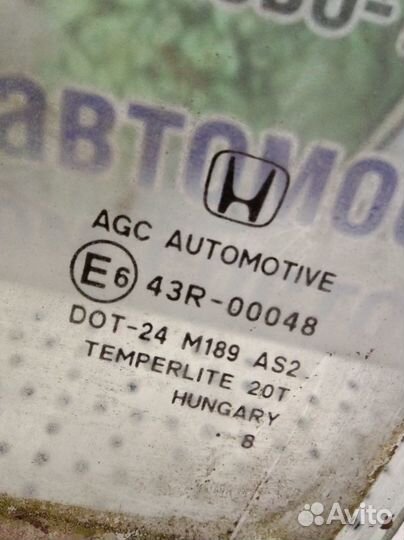 автомо
AGC AUTOMOTIVE
E6 43R-00048
DOT-24 M189 AS2
TEMPERLITE 20T
HUNGARY
. 8
Avito